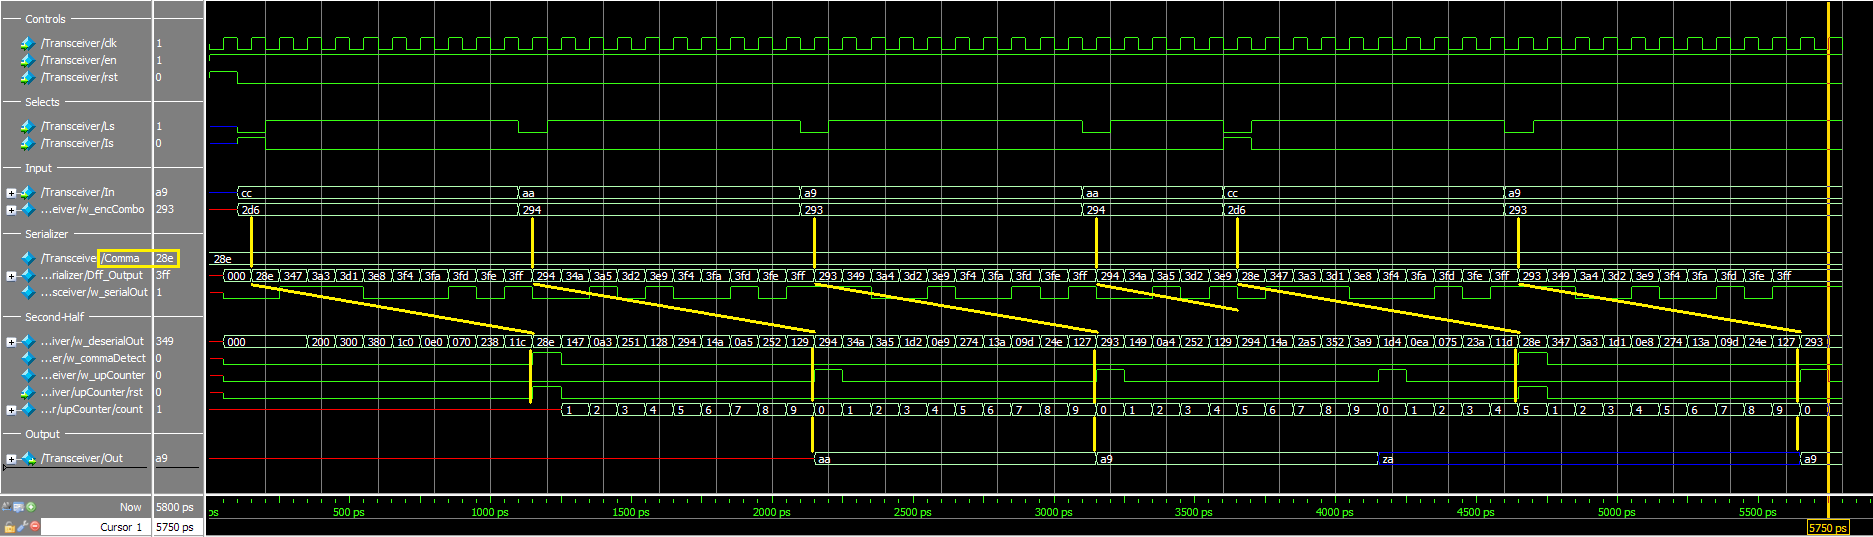 Controls
/Transceiver/clk 1
/Transceiver/en 1
/Transceiver/rst 0
Selects
/Transceiver/Ls 1
/Transceiver/Is 0
Input
/Transceiver/In a9 cc aa a9 aa cc a9
...eiver/w_encCombo 293 2d6 294 293 294 2d6 293
Serializer
/Transceive/Comma 28e 28e
...rializer/Dff_Output 3ff 000 28e 347 3a3 3d1 3e8 3f4 3fa 3fd 3fe 3ff 294 34a 3a5 3d2 3e9 3f4 3fa 3fd 3fe 3ff 293 349 3a4 3d2 3e9 3f4 3fa 3fd 3fe 3ff 294 34a 3a5 3d2 3e9 28e 347 3a3 3d1 3e8 3f4 3fa 3fd 3fe 3ff 293 349 3a4 3d2 3e9 3f4 3fa 3fd 3fe 3ff
...sceiver/w_serialOut 1
Second-Half
...iver/w_deserialOut 349 000 200 300 380 1c0 0e0 070 238 11c 28e 147 0a3 251 128 294 14a 0a5 252 129 294 34a 3a5 1d2 0e9 274 13a 09d 24e 127 293 149 0a4 252 129 294 14a 2a5 352 3a9 1d4 0ea 075 23a 11d 28e 347 3a3 1d1 0e8 274 13a 09d 24e 127 293
...er/w_commaDetect 0
...eiver/w_upCounter 0
...iver/upCounter/rst 0
...r/upCounter/count 1 1 2 3 4 5 6 7 8 9 0 1 2 3 4 5 6 7 8 9 0 1 2 3 4 5 6 7 8 9 0 1 2 3 4 5 1 2 3 4 5 6 7 8 9 0
Output
/Transceiver/Out a9 aa a9 za a9
Now 5800 ps ps 500 ps 1000 ps 1500 ps 2000 ps 2500 ps 3000 ps 3500 ps 4000 ps 4500 ps 5000 ps 5500 ps
Cursor 1 5750 ps 5750 ps